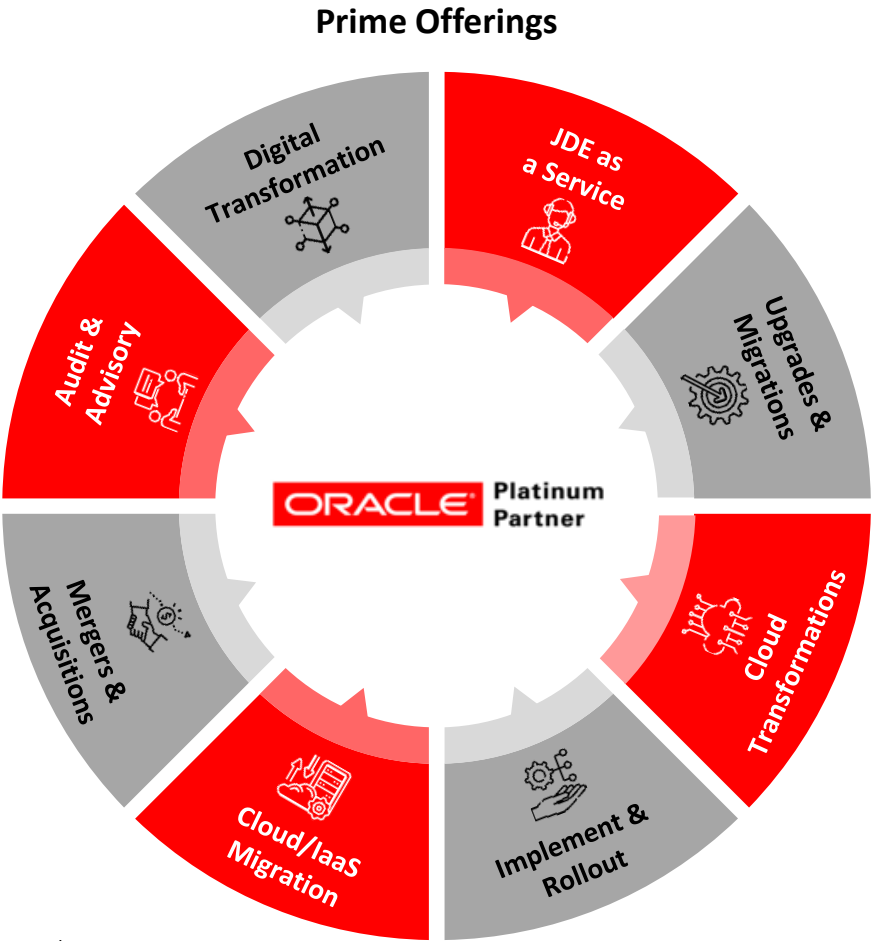 Prime Offerings
Digital
Transformation
JDE as
a Service
Upgrades &
Migrations
Cloud
Transformations
Implement &
Rollout
Cloud/IaaS
Migration
Mergers &
Acquisitions
Audit &
Advisory
ORACLE®
Platinum
Partner